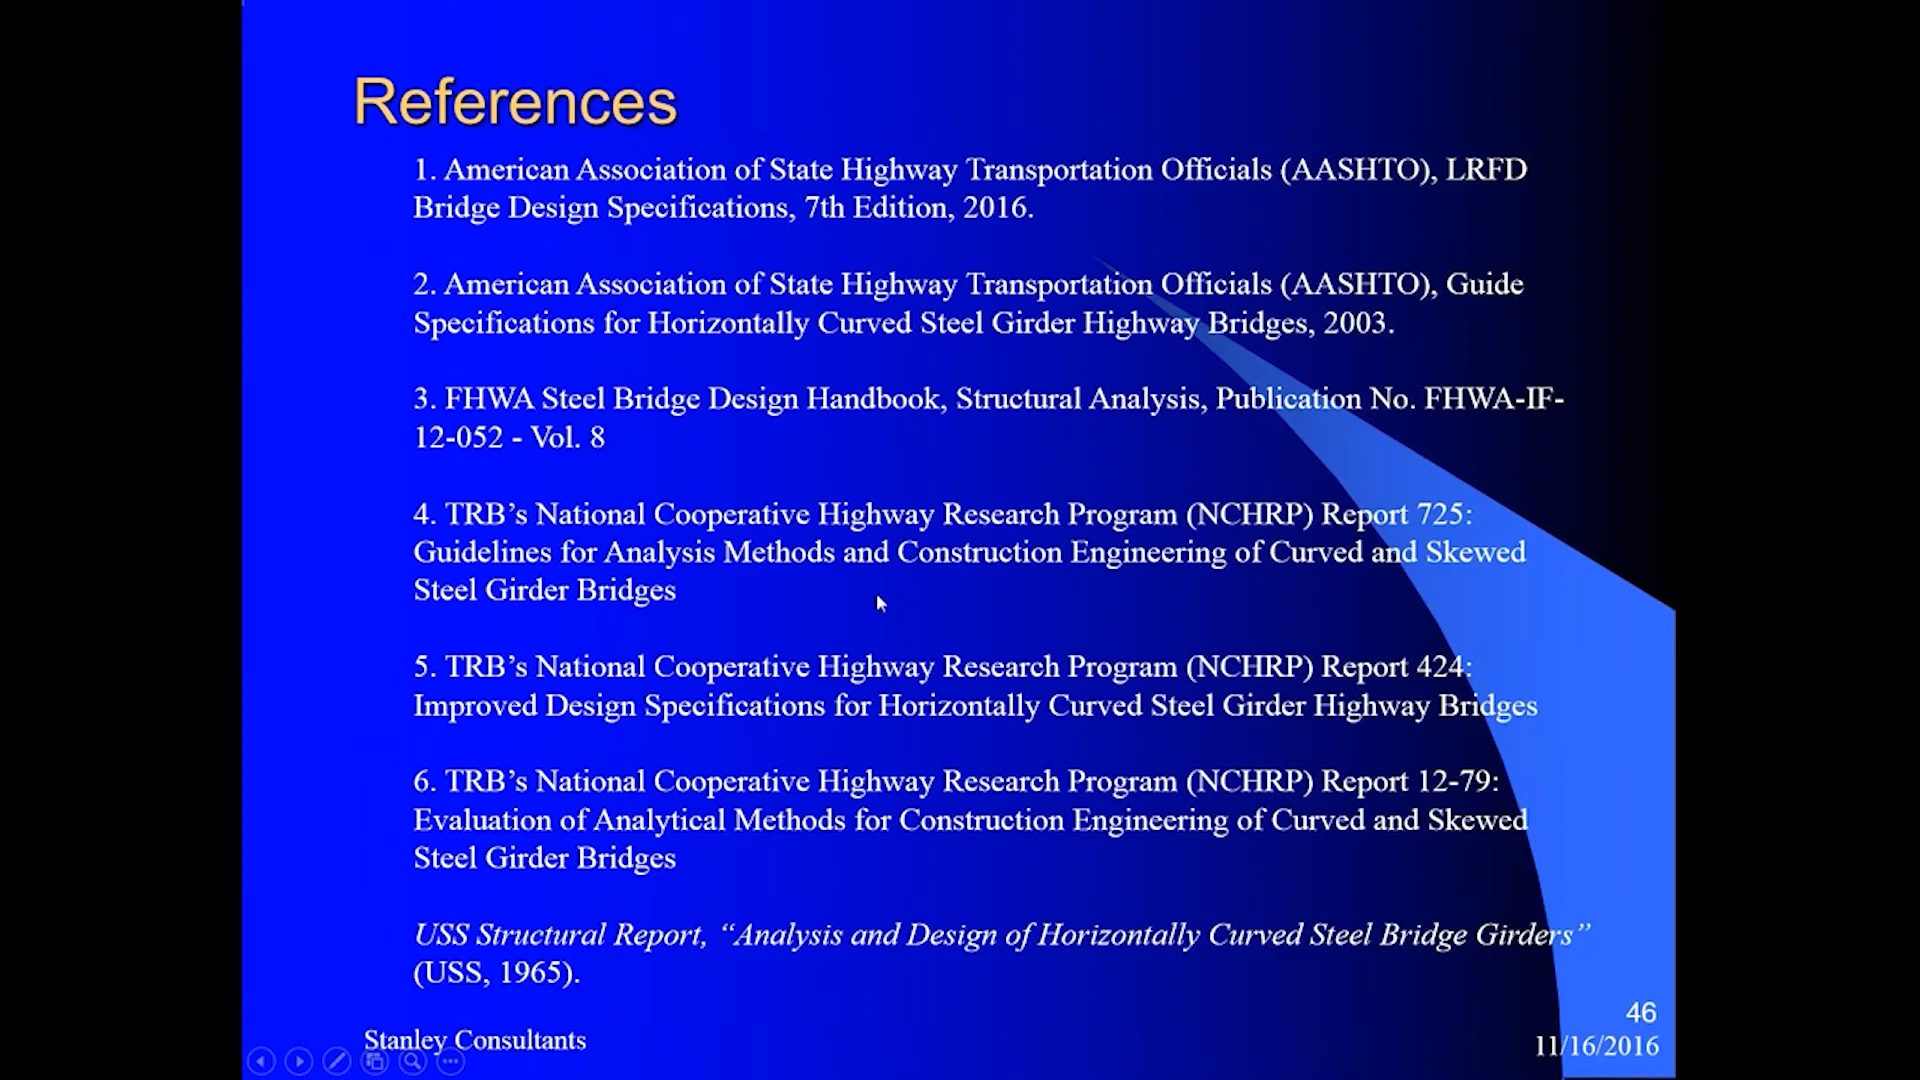 References
1. American Association of State Highway Transportation Officials (AASHTO), LRFD
Bridge Design Specifications, 7th Edition, 2016.
2. American Association of State Highway Transportation Officials (AASHTO), Guide
Specifications for Horizontally Curved Steel Girder Highway Bridges, 2003.
3. FHWA Steel Bridge Design Handbook, Structural Analysis, Publication No. FHWA-IF-
12-052 - Vol. 8
4. TRB’s National Cooperative Highway Research Program (NCHRP) Report 725:
Guidelines for Analysis Methods and Construction Engineering of Curved and Skewed
Steel Girder Bridges
5. TRB’s National Cooperative Highway Research Program (NCHRP) Report 424:
Improved Design Specifications for Horizontally Curved Steel Girder Highway Bridges
6. TRB’s National Cooperative Highway Research Program (NCHRP) Report 12-79:
Evaluation of Analytical Methods for Construction Engineering of Curved and Skewed
Steel Girder Bridges
USS Structural Report, “Analysis and Design of Horizontally Curved Steel Bridge Girders”
(USS, 1965).
46
Stanley Consultants
11/16/2016